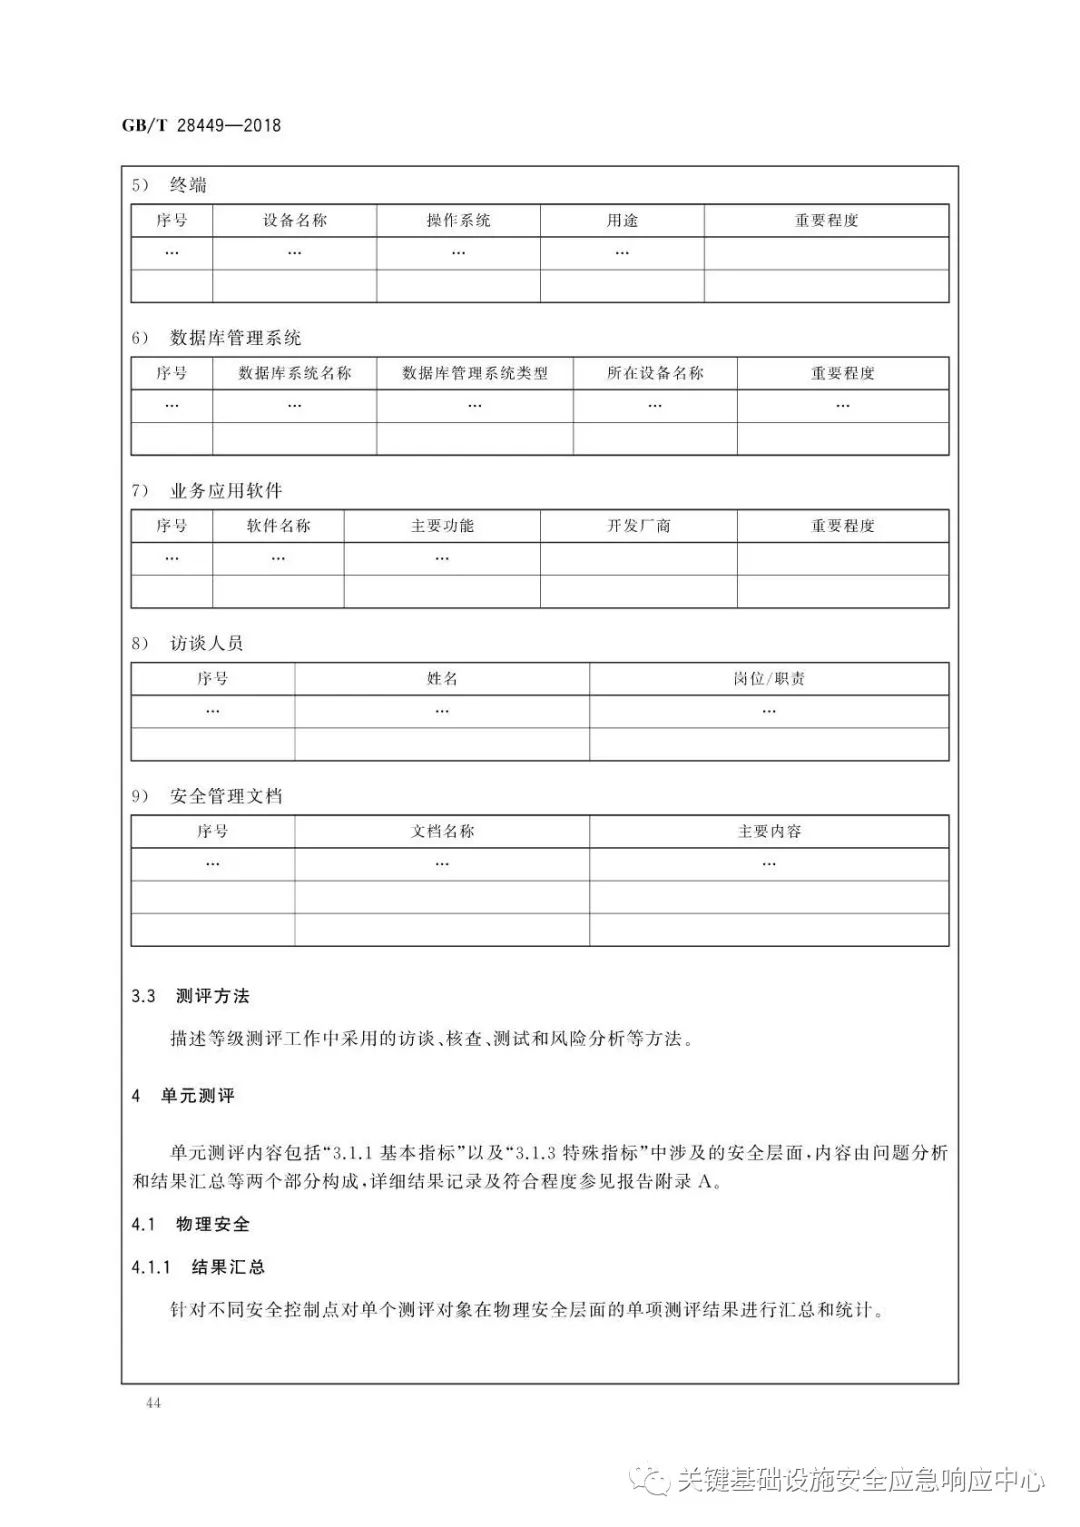 GB/T 28449—2018
5） 终端
序号 设备名称 操作系统 用途 重要程度
… … … …
6） 数据库管理系统
序号 数据库系统名称 数据库管理系统类型 所在设备名称 重要程度
… … … … …
7） 业务应用软件
序号 软件名称 主要功能 开发厂商 重要程度
… … …
8） 访谈人员
序号 姓名 岗位/职责
… … …
9） 安全管理文档
序号 文档名称 主要内容
… … …
3.3 测评方法
描述等级测评工作中采用的访谈、核查、测试和风险分析等方法。
4 单元测评
单元测评内容包括“3.1.1 基本指标”以及“3.1.3 特殊指标”中涉及的安全层面，内容由问题分析
和结果汇总等两个部分构成，详细结果记录及符合程度参见报告附录 A。
4.1 物理安全
4.1.1 结果汇总
针对不同安全控制点对单个测评对象在物理安全层面的单项测评结果进行汇总和统计。
44
关键基础设施安全应急响应中心